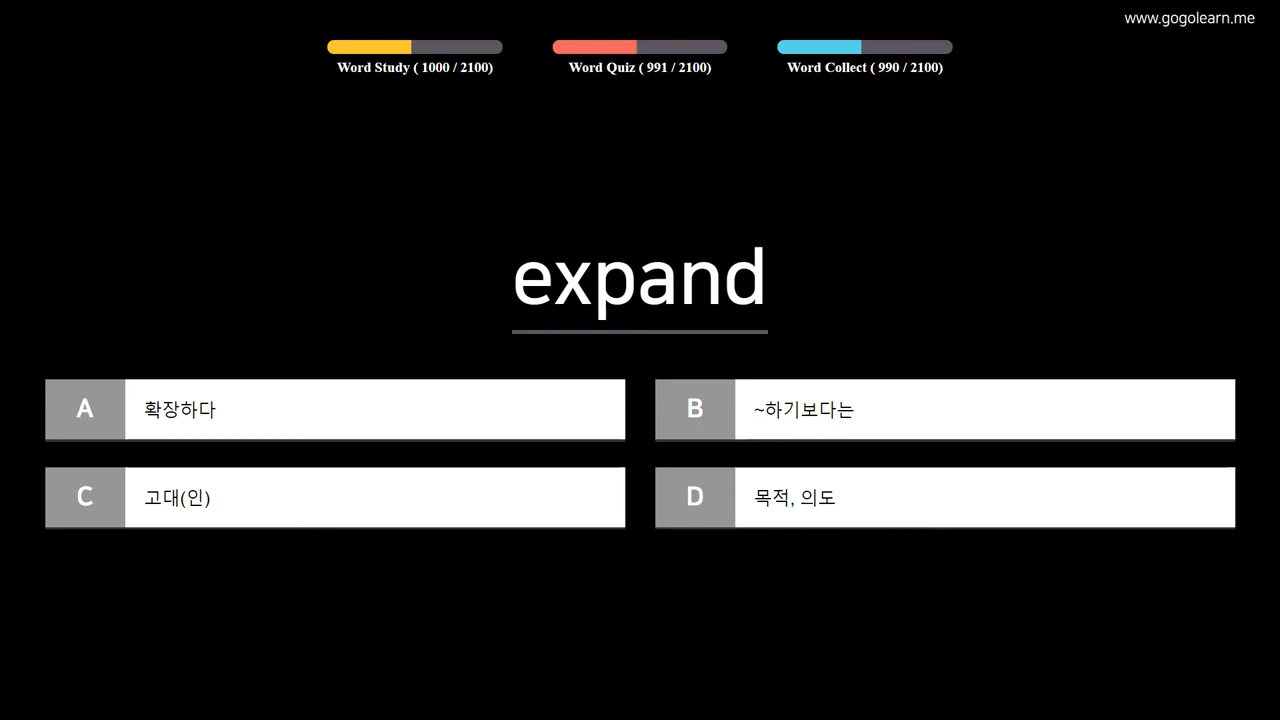 www.gogolearn.me
Word Study ( 1000 / 2100)
Word Quiz ( 991 / 2100)
Word Collect ( 990 / 2100)
expand
A 확장하다
B ~하기보다는
C 고대(인)
D 목적, 의도